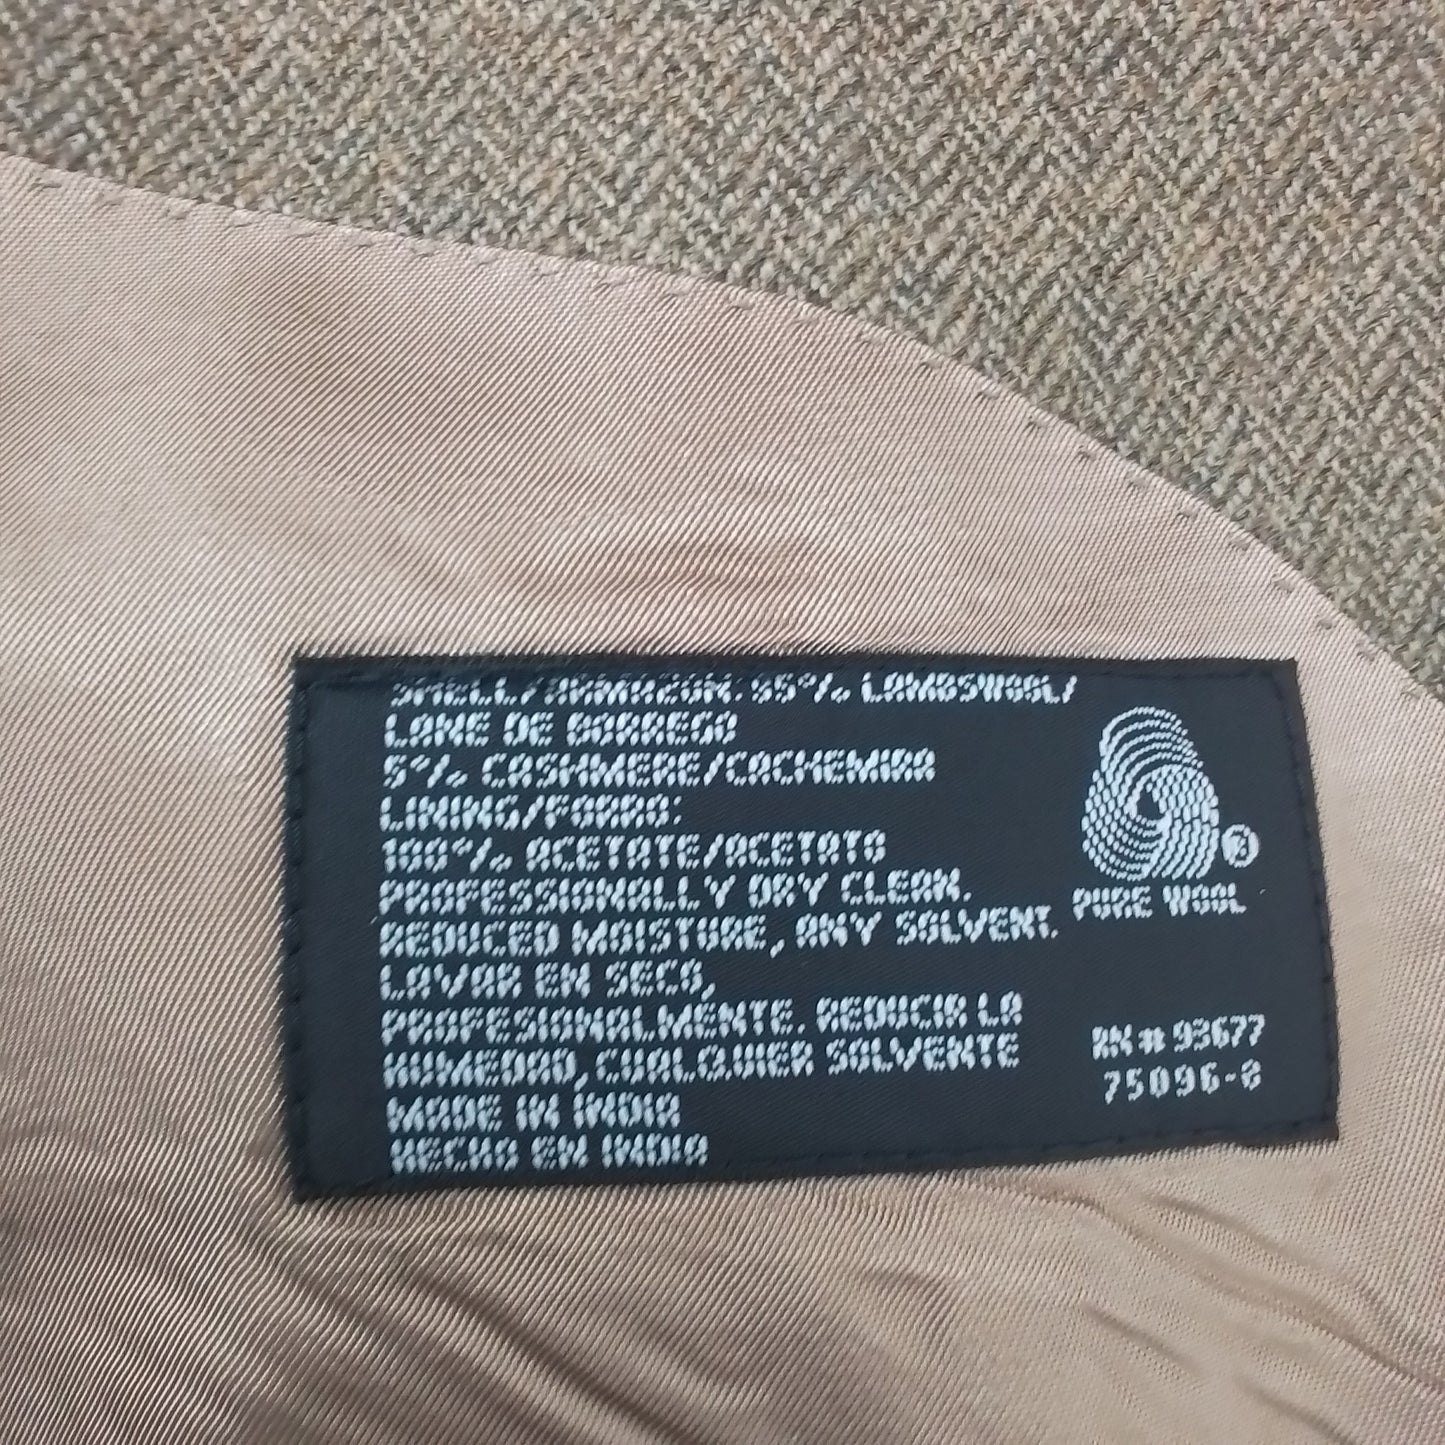 SHELL/ARMAZON: 95% LAMBSWOOL/
LANE DE BORREGO
5% CASHMERE/CACHEMIRA
LINING/FORRO:
100% ACETATE/ACETATO
PROFESSIONALLY DRY CLEAN.
REDUCED MOISTURE, ANY SOLVENT.
LAVAR EN SECO,
PROFESIONALMENTE. REDUCIR LA
HUMEDAD, CUALQUIER SOLVENTE
MADE IN INDIA
HECHO EN INDIA
®
PURE WOOL
RN # 93677
75096-8